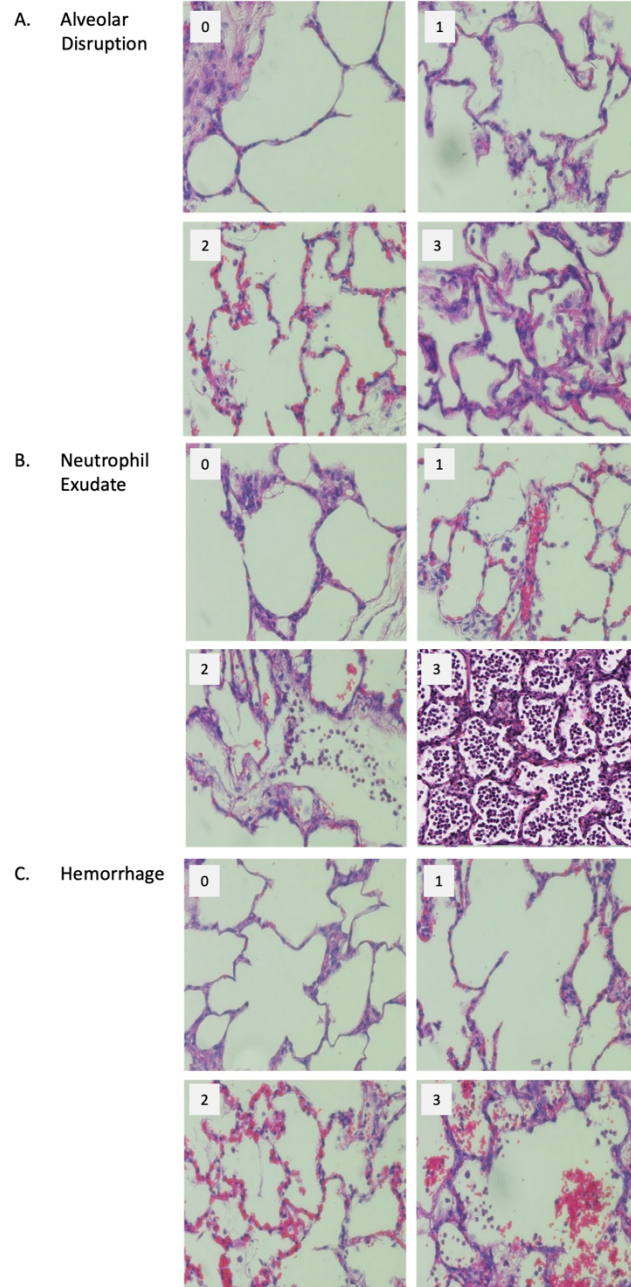 A. Alveolar
Disruption
0
1
2
3
B. Neutrophil
Exudate
0
1
2
3
C. Hemorrhage
0
1
2
3